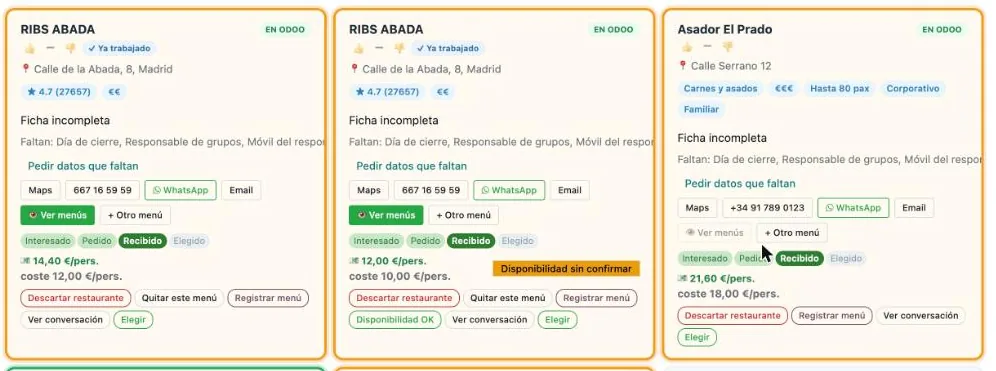 RIBS ABADA
EN ODOO
✓ Ya trabajado
Calle de la Abada, 8, Madrid
★ 4.7 (27657) €€
Ficha incompleta
Faltan: Día de cierre, Responsable de grupos, Móvil del respon
Pedir datos que faltan
Maps 667 16 59 59 WhatsApp Email
Ver menús + Otro menú
Interesado Pedido Recibido Elegido
14,40 €/pers.
coste 12,00 €/pers.
Descartar restaurante Quitar este menú Registrar menú
Ver conversación Elegir
RIBS ABADA
EN ODOO
✓ Ya trabajado
Calle de la Abada, 8, Madrid
★ 4.7 (27657) €€
Ficha incompleta
Faltan: Día de cierre, Responsable de grupos, Móvil del respon
Pedir datos que faltan
Maps 667 16 59 59 WhatsApp Email
Ver menús + Otro menú
Interesado Pedido Recibido Elegido
12,00 €/pers.
Disponibilidad sin confirmar
coste 10,00 €/pers.
Descartar restaurante Quitar este menú Registrar menú
Disponibilidad OK Ver conversación Elegir
Asador El Prado
EN ODOO
Calle Serrano 12
Carnes y asados €€€ Hasta 80 pax Corporativo
Familiar
Ficha incompleta
Faltan: Día de cierre, Responsable de grupos, Móvil del respon
Pedir datos que faltan
Maps +34 91 789 0123 WhatsApp Email
Ver menús + Otro menú
Interesado Pedido Recibido Elegido
21,60 €/pers.
coste 18,00 €/pers.
Descartar restaurante Registrar menú Ver conversación
Elegir